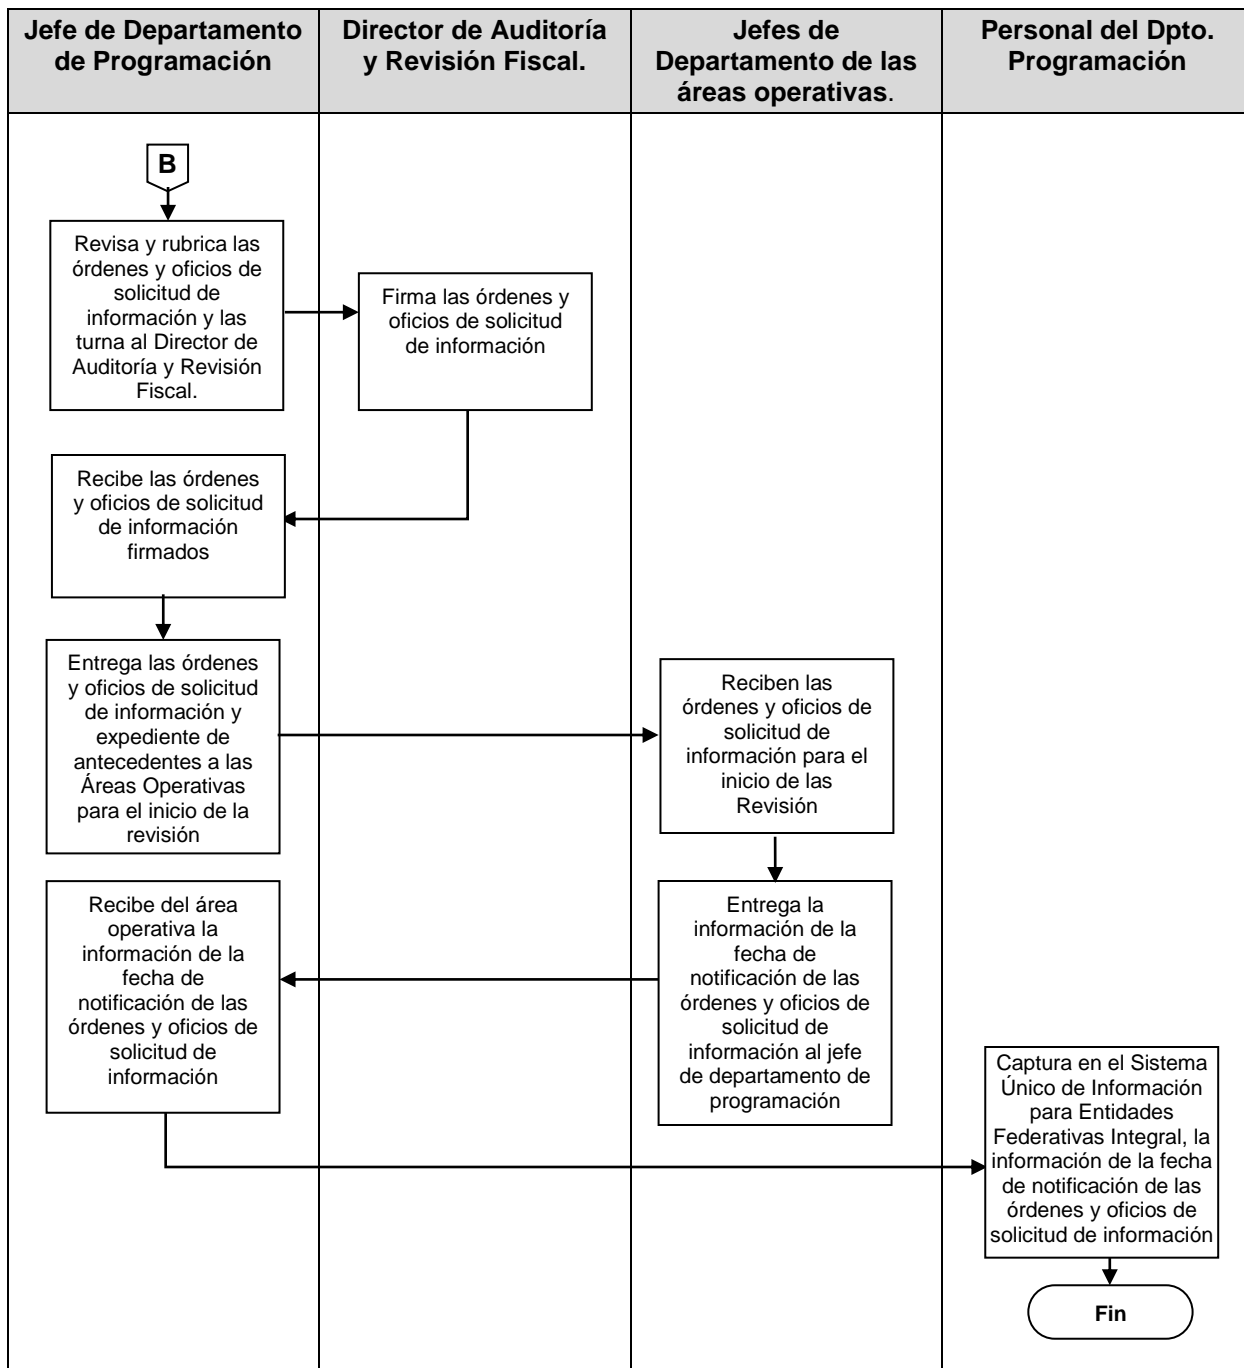 Jefe de Departamento
de Programación
Director de Auditoría
y Revisión Fiscal.
Jefes de
Departamento de las
áreas operativas.
Personal del Dpto.
Programación
B
Revisa y rubrica las
órdenes y oficios de
solicitud de
información y las
turna al Director de
Auditoría y Revisión
Fiscal.
Firma las órdenes y
oficios de solicitud
de información
Recibe las órdenes
y oficios de solicitud
de información
firmados
Entrega las órdenes
y oficios de solicitud
de información y
expediente de
antecedentes a las
Áreas Operativas
para el inicio de la
revisión
Reciben las
órdenes y oficios de
solicitud de
información para el
inicio de las
Revisión
Recibe del área
operativa la
información de la
fecha de
notificación de las
órdenes y oficios de
solicitud de
información
Entrega la
información de la
fecha de
notificación de las
órdenes y oficios de
solicitud de
información al jefe
de departamento de
programación
Captura en el Sistema
Único de Información
para Entidades
Federativas Integral, la
información de la fecha
de notificación de las
órdenes y oficios de
solicitud de información
Fin